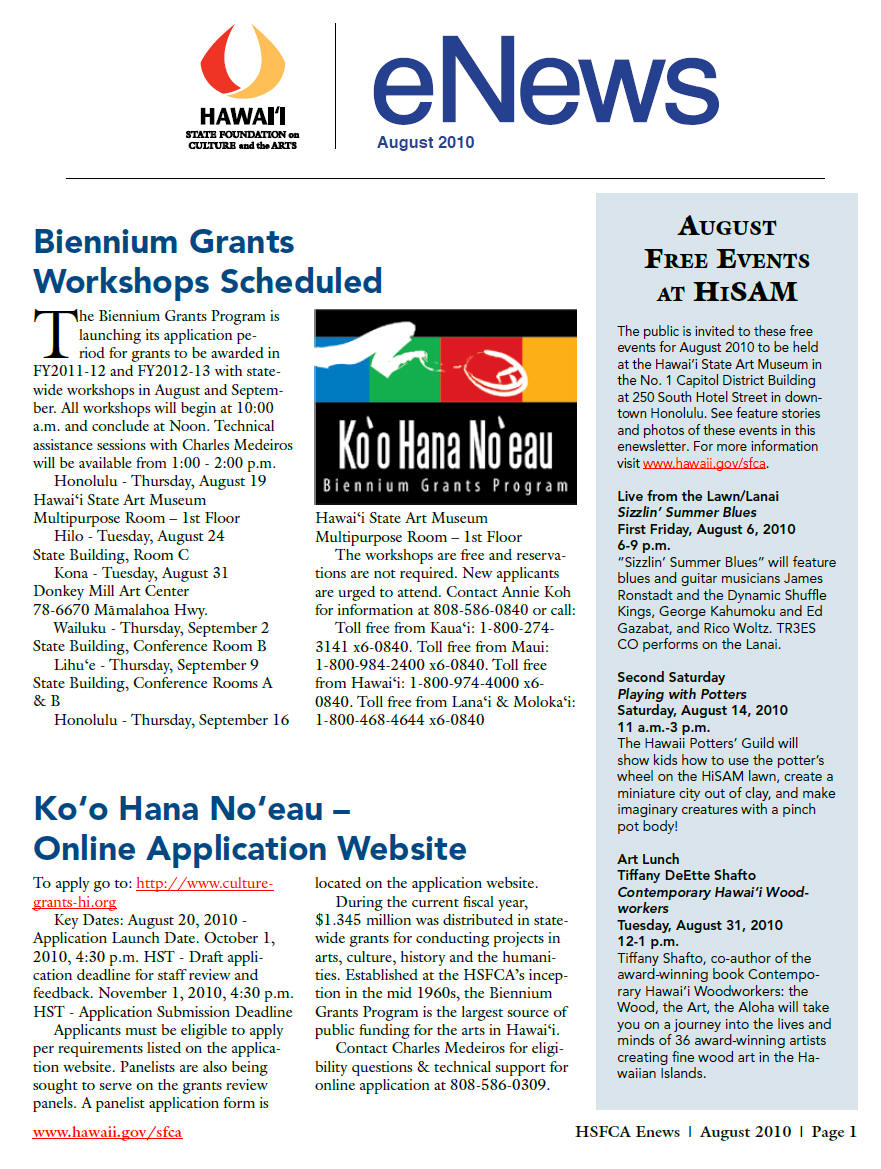 HAWAI‘I
STATE FOUNDATION on
CULTURE and the ARTS
eNews
August 2010
Biennium Grants
Workshops Scheduled
The Biennium Grants Program is
launching its application pe-
riod for grants to be awarded in
FY2011-12 and FY2012-13 with state-
wide workshops in August and Septem-
ber. All workshops will begin at 10:00
a.m. and conclude at Noon. Technical
assistance sessions with Charles Medeiros
will be available from 1:00 - 2:00 p.m.
Honolulu - Thursday, August 19
Hawai‘i State Art Museum
Multipurpose Room – 1st Floor
Hilo - Tuesday, August 24
State Building, Room C
Kona - Tuesday, August 31
Donkey Mill Art Center
78-6670 Māmalahoa Hwy.
Wailuku - Thursday, September 2
State Building, Conference Room B
Lihu‘e - Thursday, September 9
State Building, Conference Rooms A
& B
Honolulu - Thursday, September 16
Ko`o Hana No`eau
Biennium Grants Program
Hawai‘i State Art Museum
Multipurpose Room – 1st Floor
The workshops are free and reserva-
tions are not required. New applicants
are urged to attend. Contact Annie Koh
for information at 808-586-0840 or call:
Toll free from Kaua‘i: 1-800-274-
3141 x6-0840. Toll free from Maui:
1-800-984-2400 x6-0840. Toll free
from Hawai‘i: 1-800-974-4000 x6-
0840. Toll free from Lana‘i & Moloka‘i:
1-800-468-4644 x6-0840
Ko‘o Hana No‘eau –
Online Application Website
To apply go to: http://www.culture-
grants-hi.org
Key Dates: August 20, 2010 -
Application Launch Date. October 1,
2010, 4:30 p.m. HST - Draft appli-
cation deadline for staff review and
feedback. November 1, 2010, 4:30 p.m.
HST - Application Submission Deadline
Applicants must be eligible to apply
per requirements listed on the applica-
tion website. Panelists are also being
sought to serve on the grants review
panels. A panelist application form is
located on the application website.
During the current fiscal year,
$1.345 million was distributed in state-
wide grants for conducting projects in
arts, culture, history and the humani-
ties. Established at the HSFCA’s incep-
tion in the mid 1960s, the Biennium
Grants Program is the largest source of
public funding for the arts in Hawai‘i.
Contact Charles Medeiros for eligi-
bility questions & technical support for
online application at 808-586-0309.
August
Free Events
at HiSAM
The public is invited to these free
events for August 2010 to be held
at the Hawai‘i State Art Museum in
the No. 1 Capitol District Building
at 250 South Hotel Street in down-
town Honolulu. See feature stories
and photos of these events in this
enewsletter. For more information
visit www.hawaii.gov/sfca.
Live from the Lawn/Lanai
Sizzlin’ Summer Blues
First Friday, August 6, 2010
6-9 p.m.
“Sizzlin’ Summer Blues” will feature
blues and guitar musicians James
Ronstadt and the Dynamic Shuffle
Kings, George Kahumoku and Ed
Gazabat, and Rico Woltz. TR3ES
CO performs on the Lanai.
Second Saturday
Playing with Potters
Saturday, August 14, 2010
11 a.m.-3 p.m.
The Hawaii Potters’ Guild will
show kids how to use the potter’s
wheel on the HiSAM lawn, create a
miniature city out of clay, and make
imaginary creatures with a pinch
pot body!
Art Lunch
Tiffany DeEtte Shafto
Contemporary Hawai‘i Wood-
workers
Tuesday, August 31, 2010
12-1 p.m.
Tiffany Shafto, co-author of the
award-winning book Contempo-
rary Hawai‘i Woodworkers: the
Wood, the Art, the Aloha will take
you on a journey into the lives and
minds of 36 award-winning artists
creating fine wood art in the Ha-
waiian Islands.
www.hawaii.gov/sfca
HSFCA Enews | August 2010 | Page 1